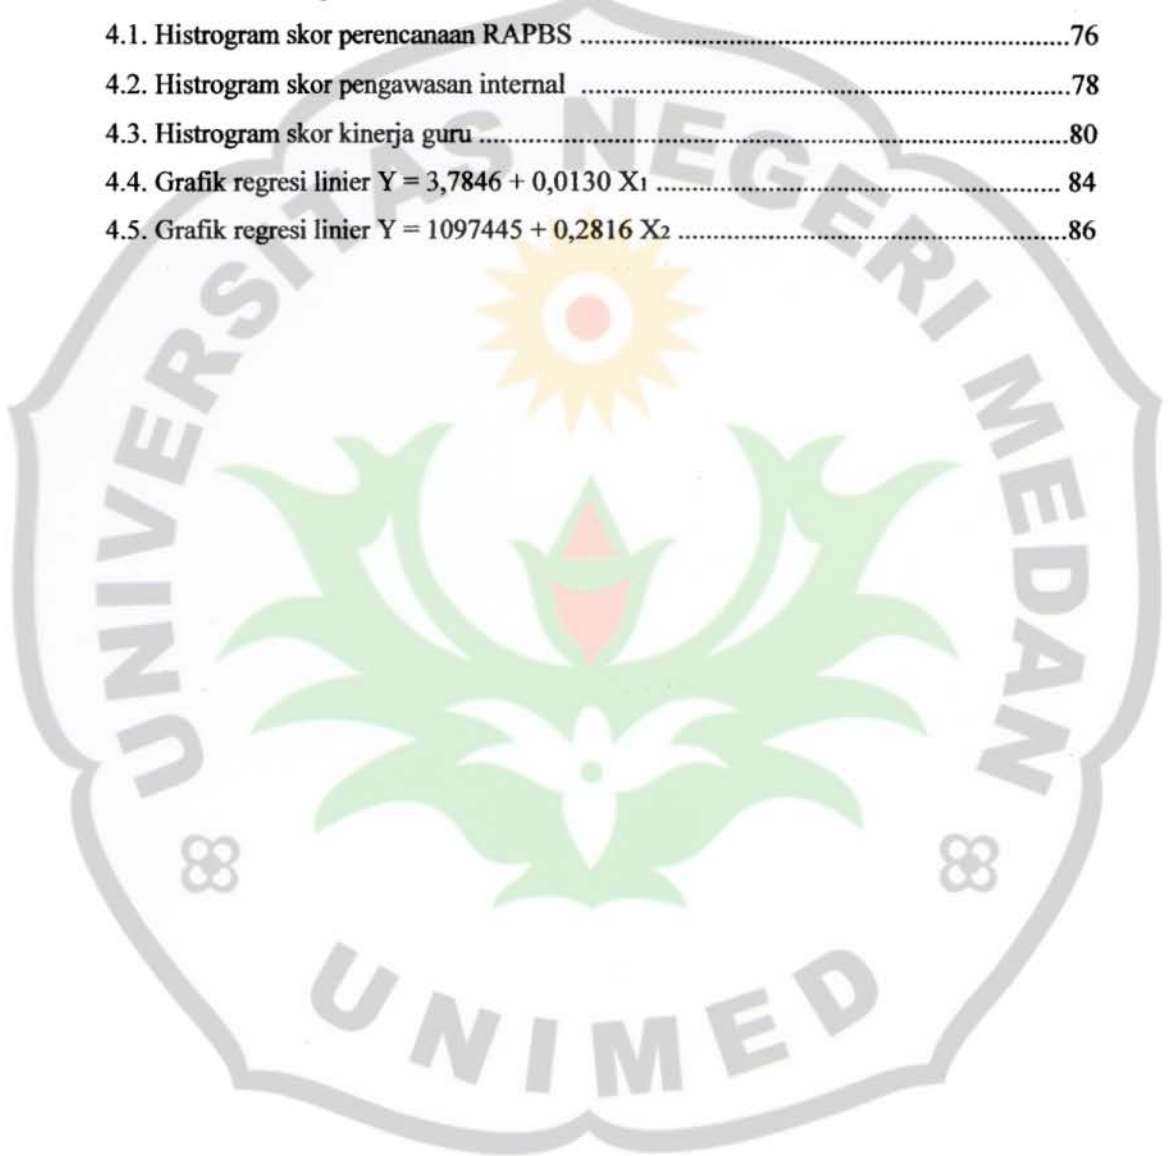 4.1. Histrogram skor perencanaan RAPBS ........................................................................76
4.2. Histrogram skor pengawasan internal ........................................................................78
4.3. Histrogram skor kinerja guru ........................................................................80
4.4. Grafik regresi linier Y = 3,7846 + 0,0130 X1 ............................................................ 84
4.5. Grafik regresi linier Y = 1097445 + 0,2816 X2 ............................................................86
UNIVERSITAS NEGERI MEDAN
UNIMED